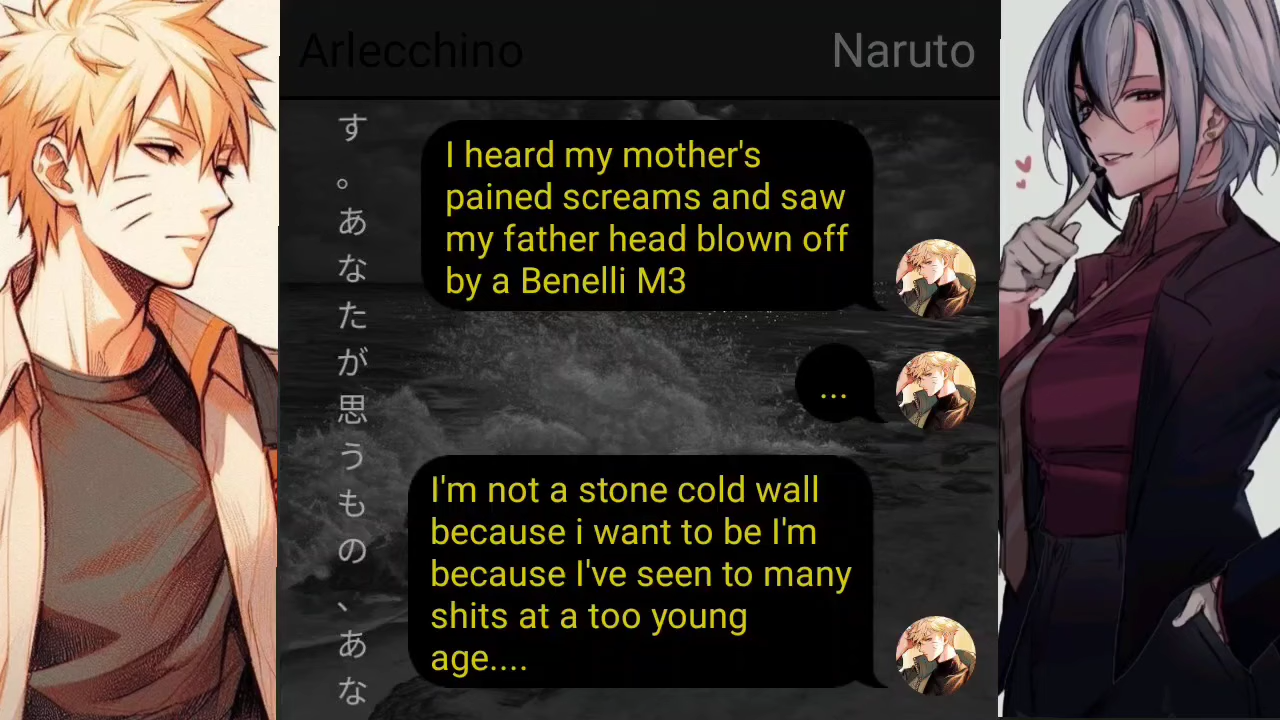 Arlecchino
Naruto
す。あなたが思うもの、あな
I heard my mother's
pained screams and saw
my father head blown off
by a Benelli M3
...
I'm not a stone cold wall
because i want to be I'm
because I've seen to many
shits at a too young
age....